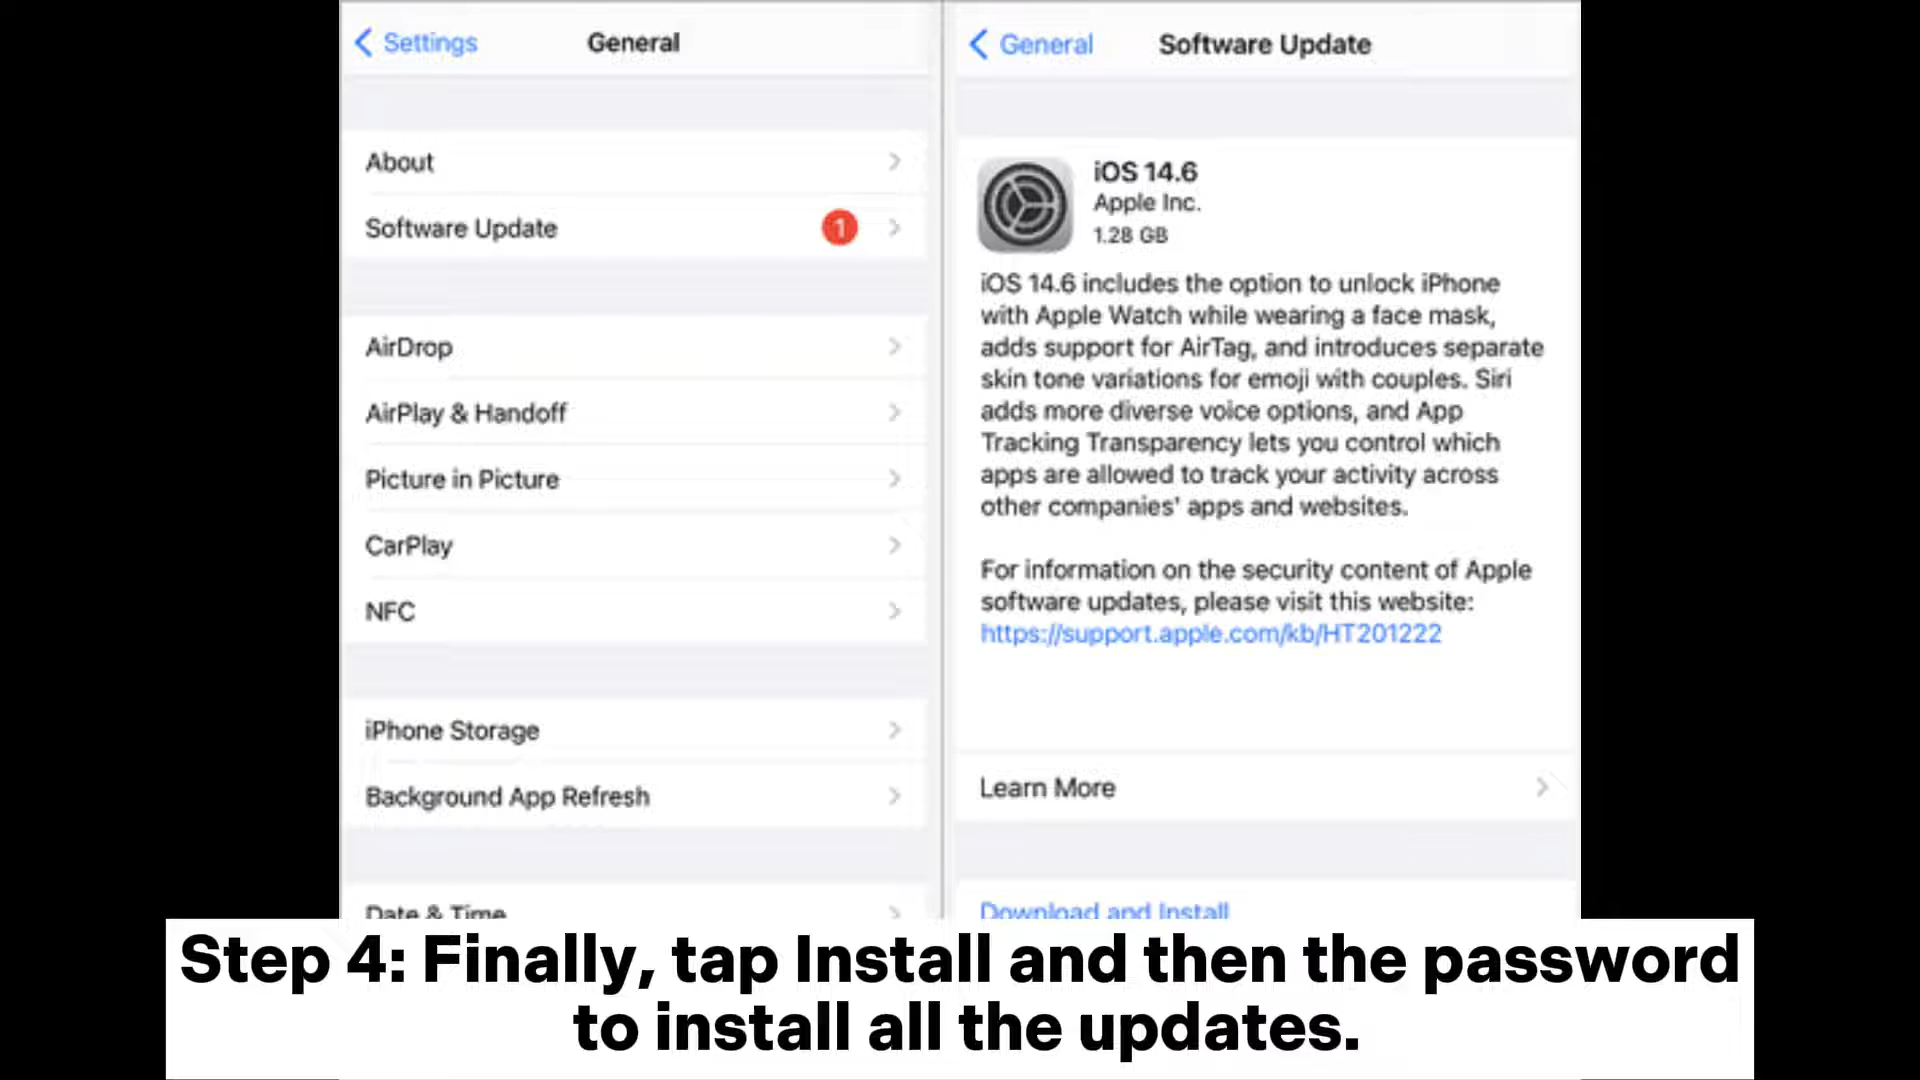 Settings
General
About
Software Update
1
AirDrop
AirPlay & Handoff
Picture in Picture
CarPlay
NFC
iPhone Storage
Background App Refresh
Date & Time
General
Software Update
iOS 14.6
Apple Inc.
1.28 GB
iOS 14.6 includes the option to unlock iPhone
with Apple Watch while wearing a face mask,
adds support for AirTag, and introduces separate
skin tone variations for emoji with couples. Siri
adds more diverse voice options, and App
Tracking Transparency lets you control which
apps are allowed to track your activity across
other companies' apps and websites.
For information on the security content of Apple
software updates, please visit this website:
https://support.apple.com/kb/HT201222
Learn More
Download and Install
Step 4: Finally, tap Install and then the password
to install all the updates.